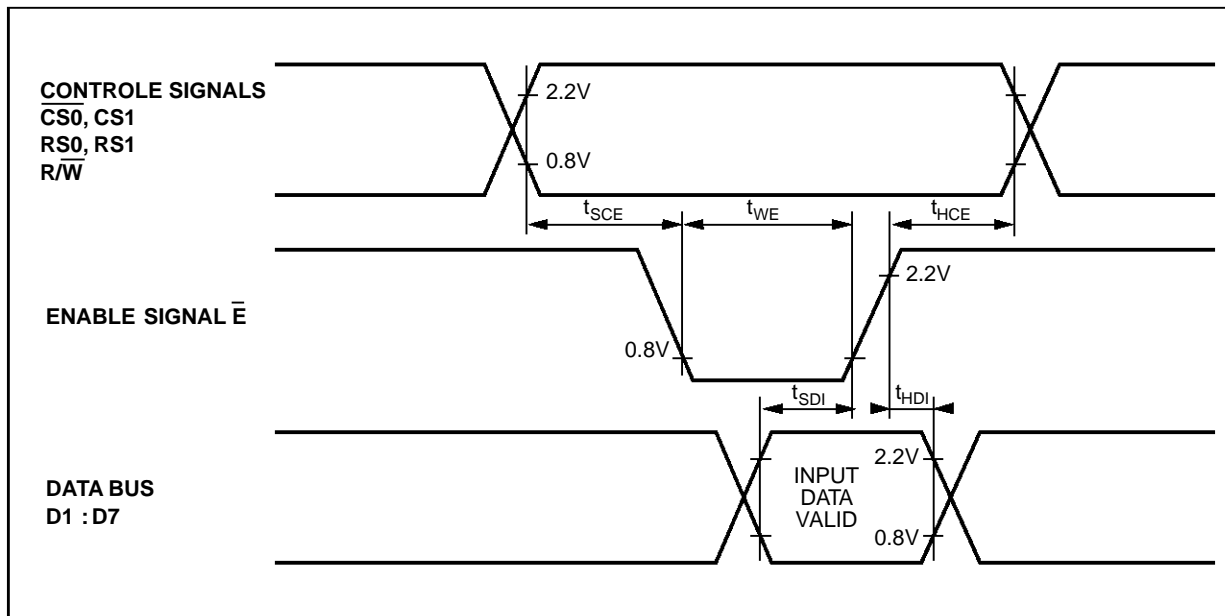 CONTROLE SIGNALS
C̅S̅0̅, CS1
RS0, RS1
R/W̅
2.2V
0.8V
tSCE
tWE
tHCE
ENABLE SIGNAL E̅
2.2V
0.8V
tSDI
tHDI
DATA BUS
D1 : D7
INPUT
DATA
VALID
2.2V
0.8V